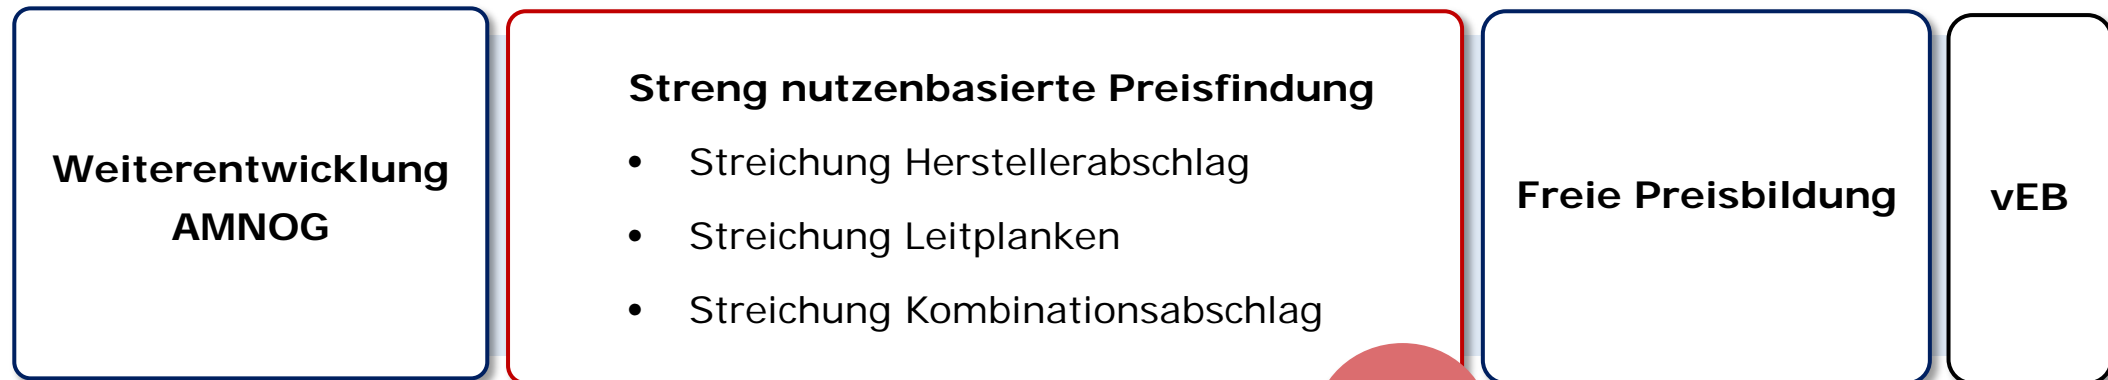 Weiterentwicklung
AMNOG
Streng nutzenbasierte Preisfindung
• Streichung Herstellerabschlag
• Streichung Leitplanken
• Streichung Kombinationsabschlag
Freie Preisbildung
vEB